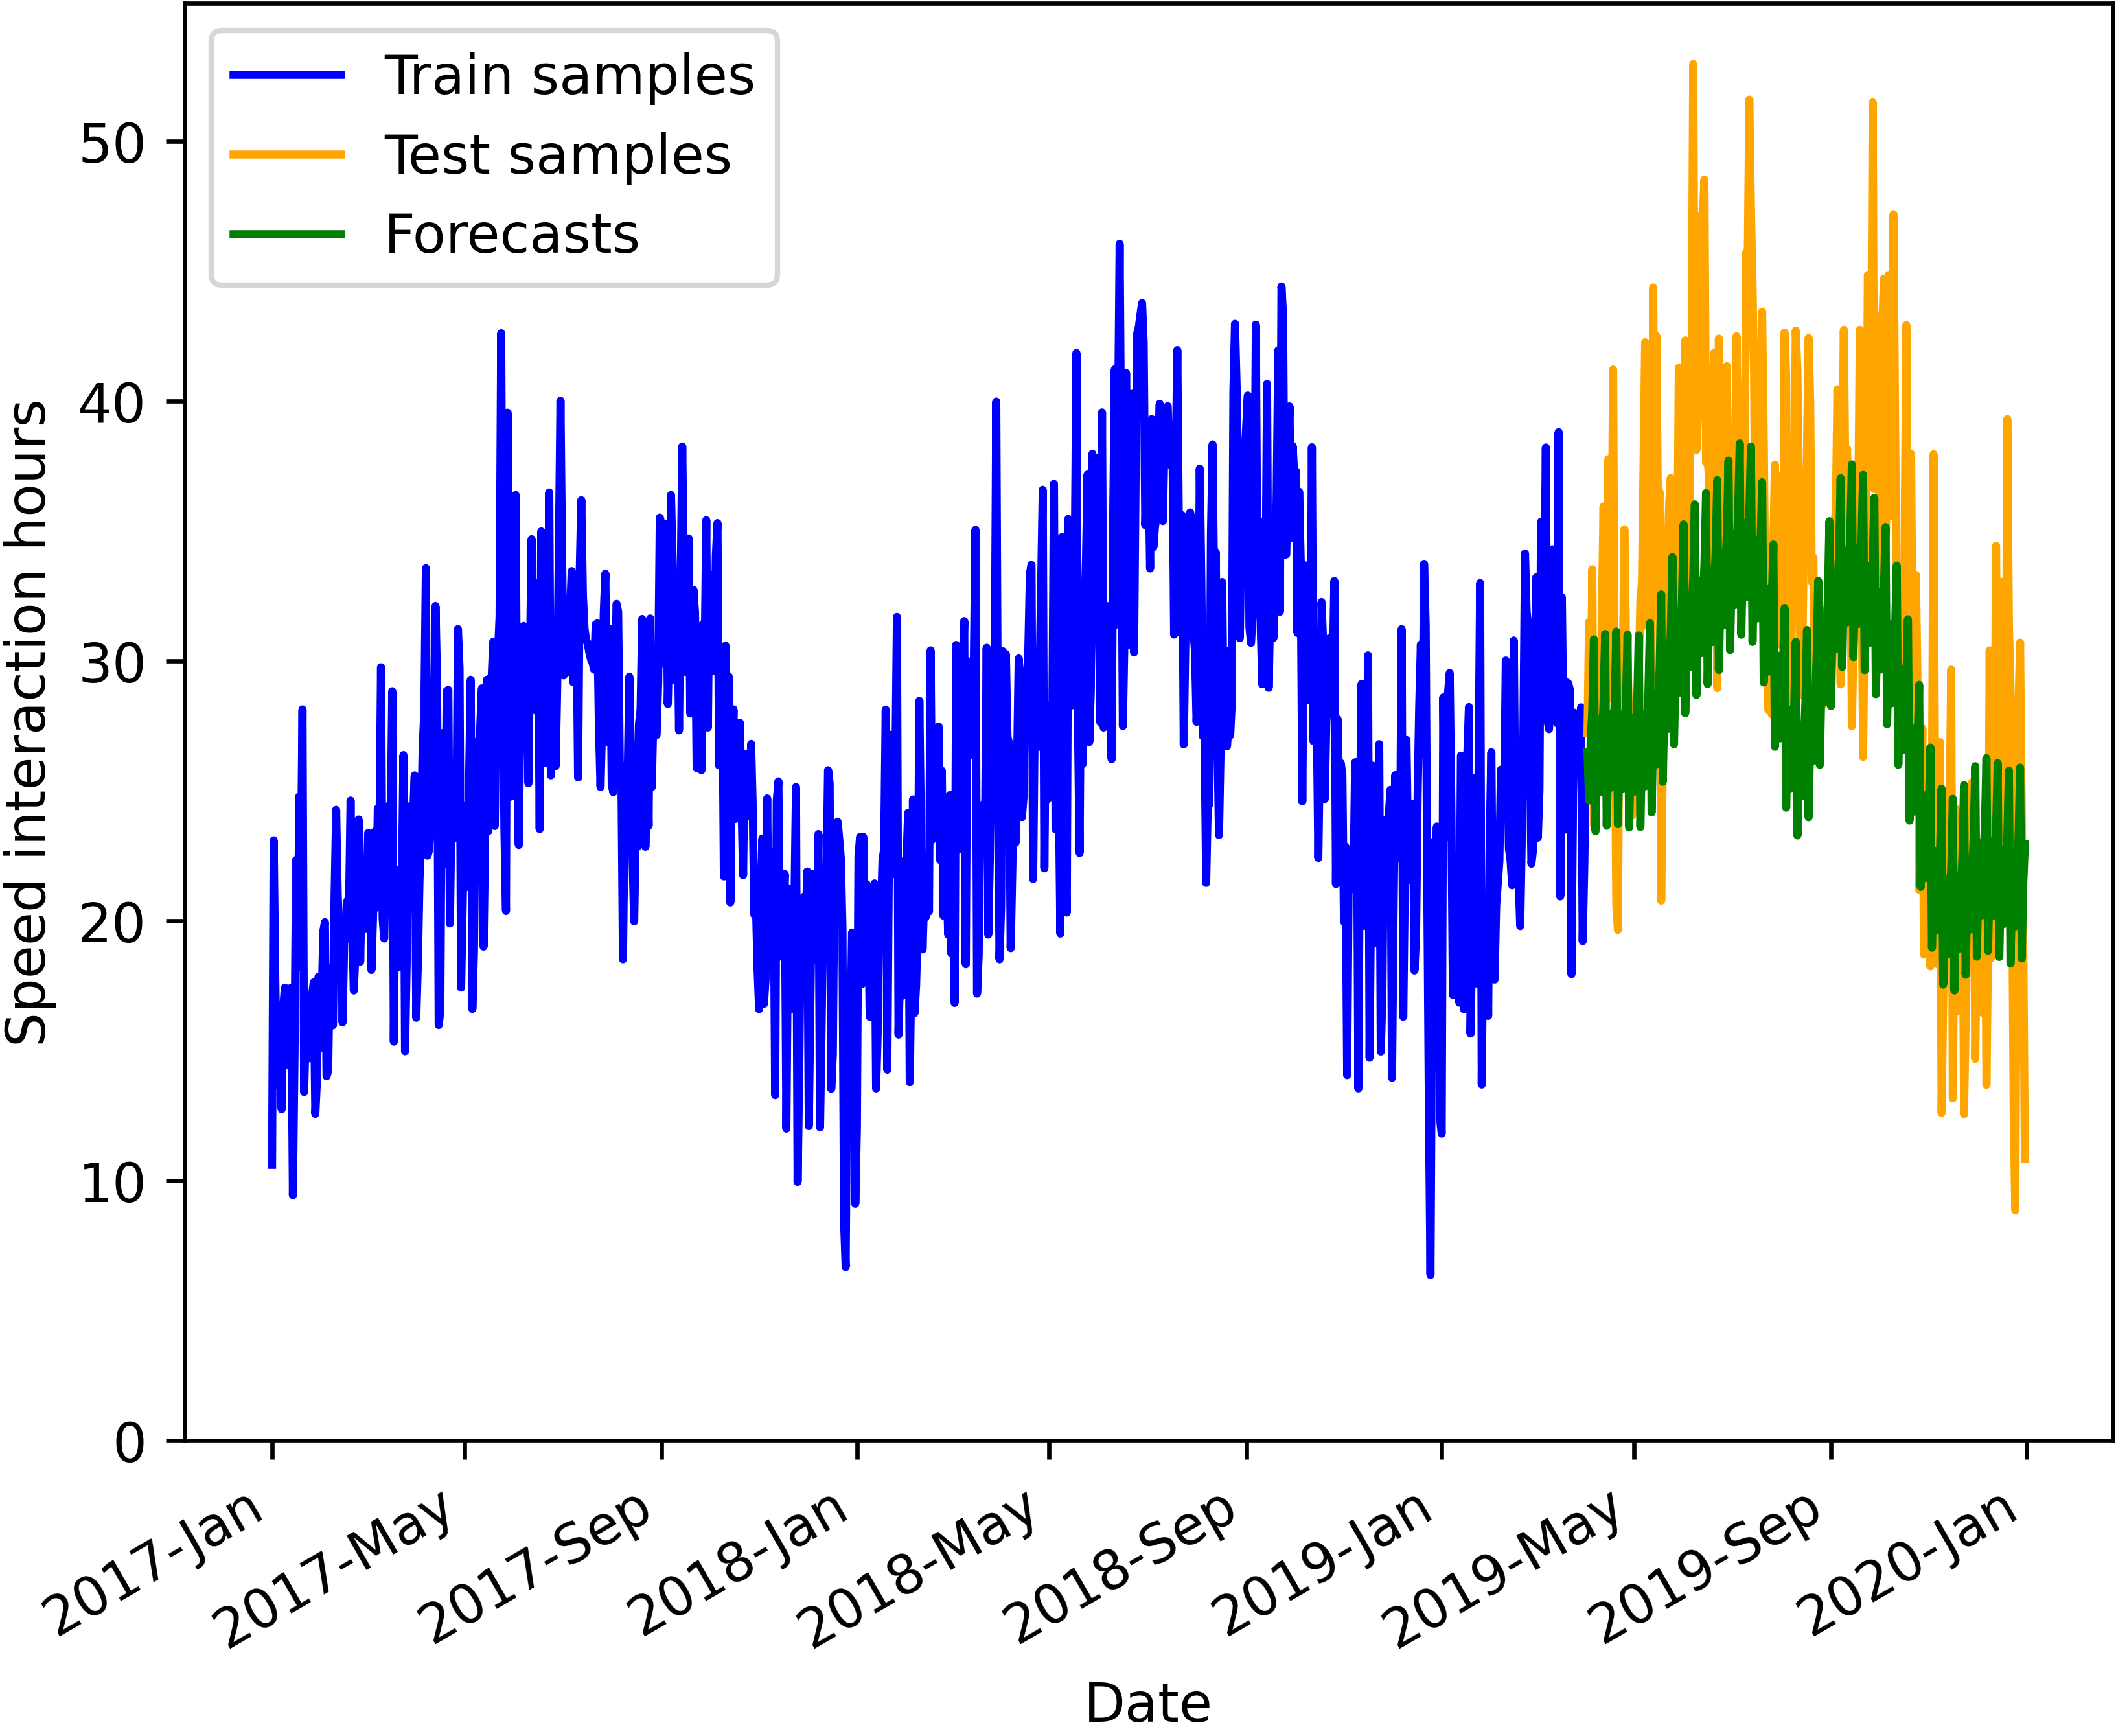 Train samples
Test samples
Forecasts
Speed interaction hours
50
40
30
20
10
0
2017-Jan
2017-May
2017-Sep
2018-Jan
2018-May
2018-Sep
2019-Jan
2019-May
2019-Sep
2020-Jan
Date